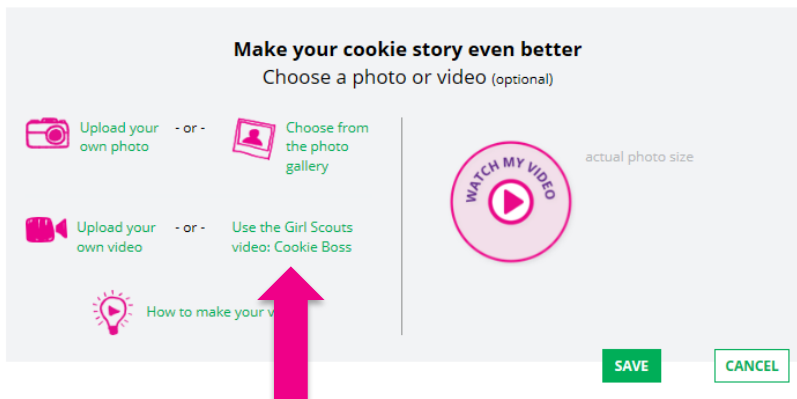 Make your cookie story even better
Choose a photo or video (optional)
Upload your
own photo
- or -
Choose from
the photo
gallery
WATCH MY VIDEO
actual photo size
Upload your
own video
- or -
Use the Girl Scouts
video: Cookie Boss
How to make your
SAVE
CANCEL